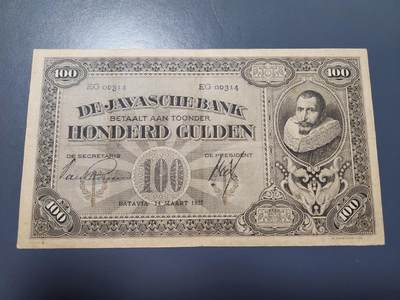 100
100
EG 00314
EG 00314
DE JAVASCHE BANK
BETAALT AAN TOONDER
HONDERD GULDEN
DE SECRETARIS
DE PRESIDENT
100
BATAVIA
MAART
100
100